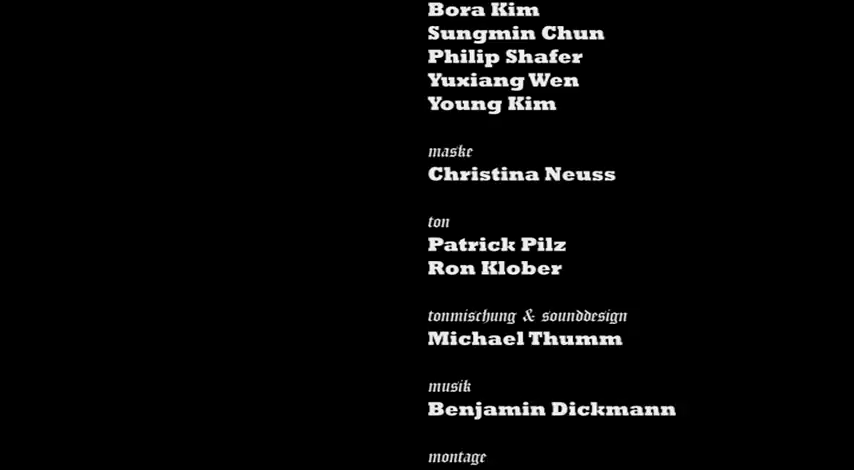 Bora Kim
Sungmin Chun
Philip Shafer
Yuxiang Wen
Young Kim
maske
Christina Neuss
ton
Patrick Pilz
Ron Klober
tonmischung & sounddesign
Michael Thumm
musik
Benjamin Dickmann
montage